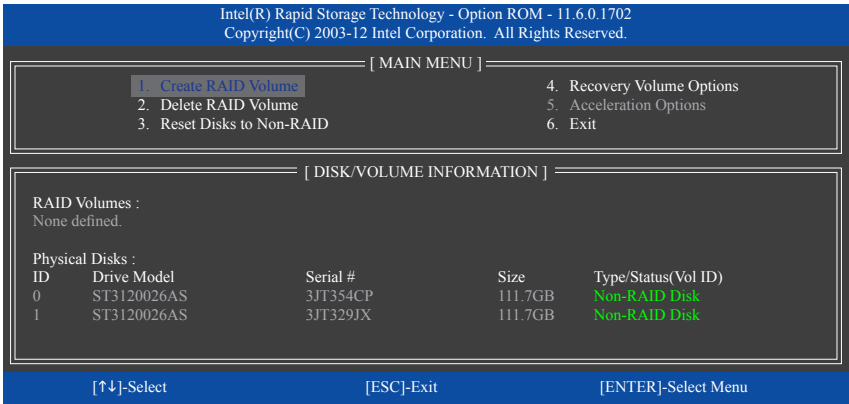 Intel(R) Rapid Storage Technology - Option ROM - 11.6.0.1702
Copyright(C) 2003-12 Intel Corporation. All Rights Reserved.
[ MAIN MENU ]
1. Create RAID Volume 4. Recovery Volume Options
2. Delete RAID Volume 5. Acceleration Options
3. Reset Disks to Non-RAID 6. Exit
[ DISK/VOLUME INFORMATION ]
RAID Volumes :
None defined.
Physical Disks :
ID Drive Model Serial # Size Type/Status(Vol ID)
0 ST3120026AS 3JT354CP 111.7GB Non-RAID Disk
1 ST3120026AS 3JT329JX 111.7GB Non-RAID Disk
[↑↓]-Select [ESC]-Exit [ENTER]-Select Menu